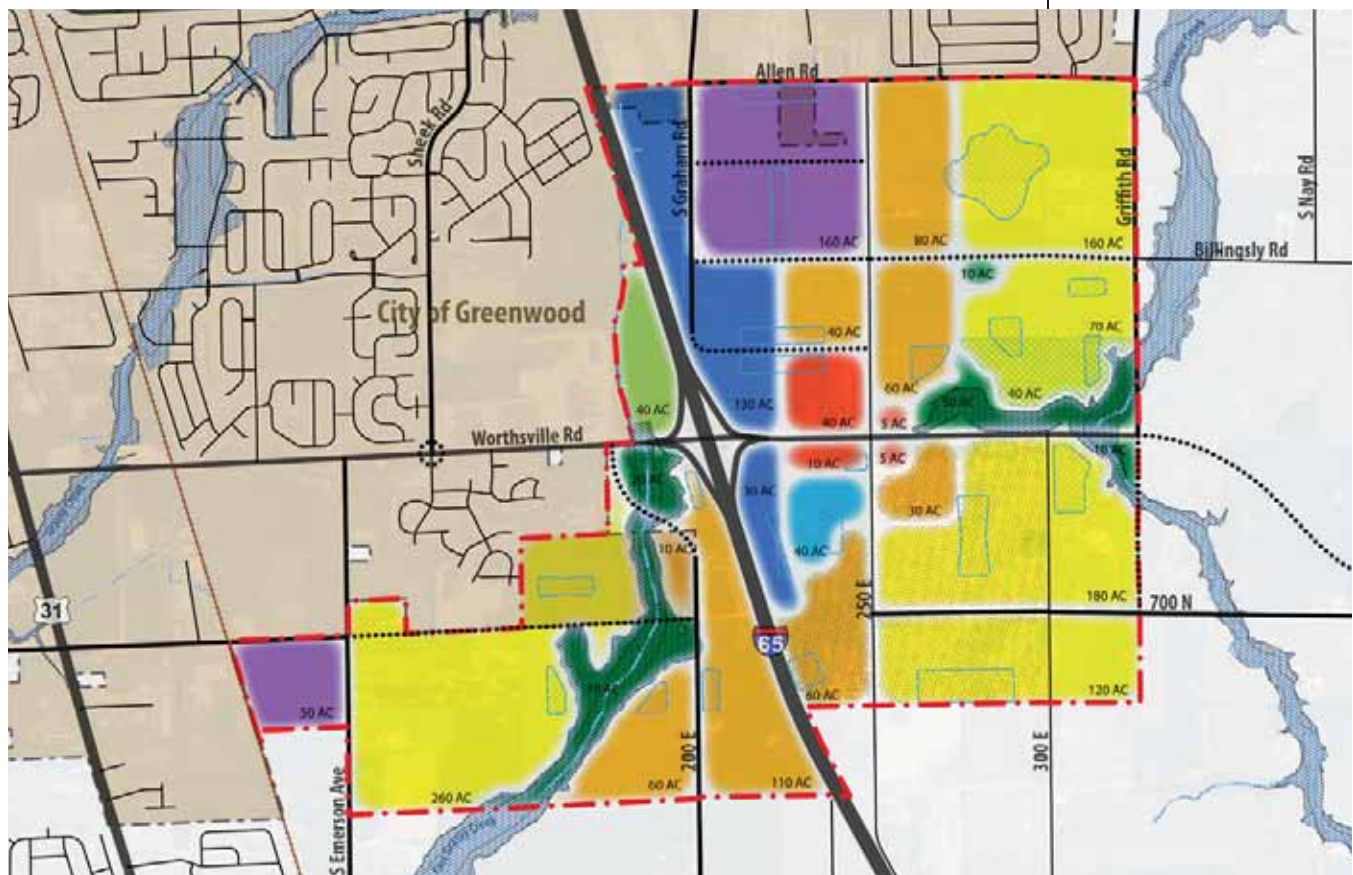 Allen Rd
Sheek Rd
S Graham Rd
Griffith Rd
S Nay Rd
160 AC
80 AC
160 AC
Billingsly Rd
10 AC
City of Greenwood
40 AC
70 AC
40 AC
130 AC
60 AC
40 AC
50 AC
40 AC
5 AC
Worthsville Rd
10 AC
5 AC
10 AC
30 AC
30 AC
40 AC
10 AC
250 E
180 AC
700 N
31
65
50 AC
70 AC
60 AC
120 AC
S Emerson Ave
200 E
300 E
260 AC
60 AC
110 AC